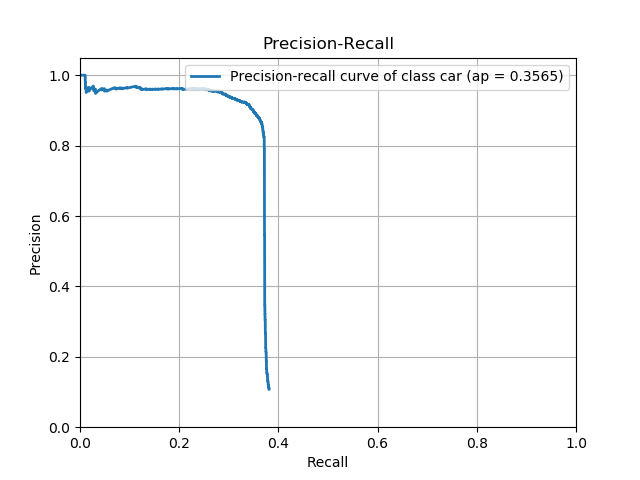 Precision-Recall
Precision-recall curve of class car (ap = 0.3565)
Precision
1.0
0.8
0.6
0.4
0.2
0.0
0.0 0.2 0.4 0.6 0.8 1.0
Recall